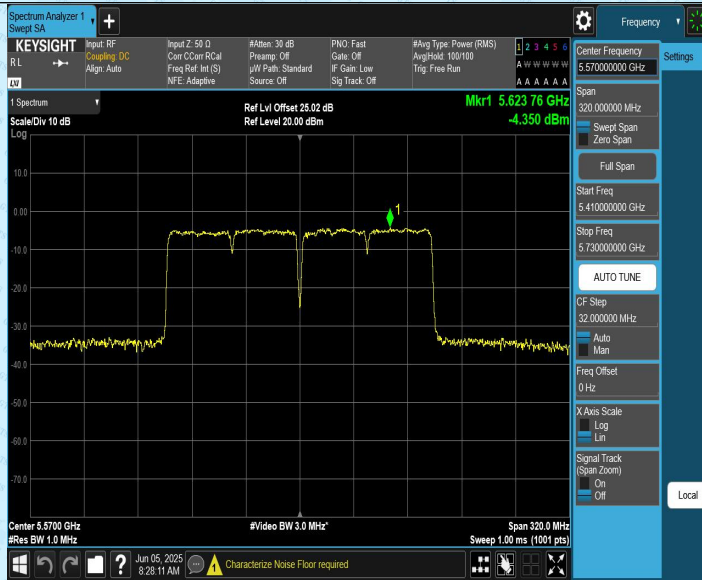 Spectrum Analyzer 1
Swept SA
+
Frequency
KEYSIGHT
R L
LXI
Input: RF
Coupling: DC
Align: Auto
Input Z: 50 Ω
Corr CCorr RCal
Freq Ref: Int (S)
NFE: Adaptive
#Atten: 30 dB
Preamp: Off
µW Path: Standard
Source: Off
PNO: Fast
Gate: Off
IF Gain: Low
Sig Track: Off
#Avg Type: Power (RMS)
Avg|Hold: 100/100
Trig: Free Run
1 2 3 4 5 6
A W W W W W
A A A A A A
1 Spectrum
Scale/Div 10 dB
Log
Ref Lvl Offset 25.02 dB
Ref Level 20.00 dBm
Mkr1 5.623 76 GHz
-4.350 dBm
10.0
0.00
-10.0
-20.0
-30.0
-40.0
-50.0
-60.0
-70.0
1
Center 5.5700 GHz
#Res BW 1.0 MHz
#Video BW 3.0 MHz*
Span 320.0 MHz
Sweep 1.00 ms (1001 pts)
?
Jun 05, 2025
8:28:11 AM
1
Characterize Noise Floor required
Center Frequency
5.570000000 GHz
Span
320.000000 MHz
Swept Span
Zero Span
Full Span
Start Freq
5.410000000 GHz
Stop Freq
5.730000000 GHz
AUTO TUNE
CF Step
32.000000 MHz
Auto
Man
Freq Offset
0 Hz
X Axis Scale
Log
Lin
Signal Track
(Span Zoom)
On
Off
Settings
Local